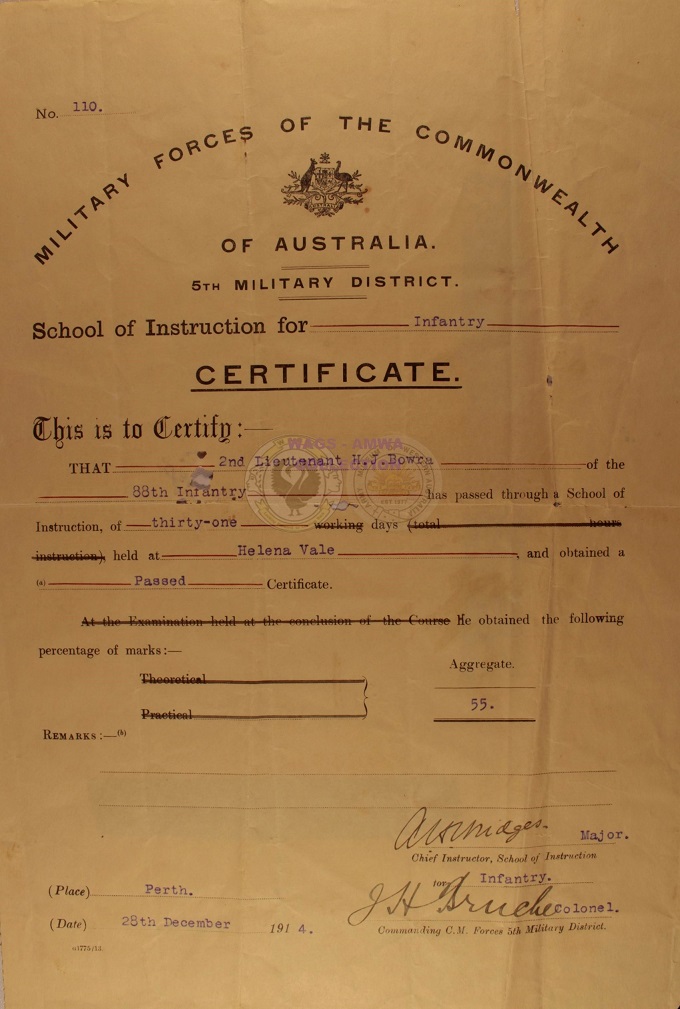 No. 110.
MILITARY FORCES OF THE COMMONWEALTH
OF AUSTRALIA.
5TH MILITARY DISTRICT.
School of Instruction for Infantry
CERTIFICATE.
This is to Certify:—
THAT 2nd Lieutenant H.J.Bowra of the
88th Infantry has passed through a School of
Instruction, of thirty-one working days (total hours
instruction), held at Helena Vale, and obtained a
(a) Passed Certificate.
At the Examination held at the conclusion of the Course He obtained the following
percentage of marks:—
Aggregate.
Theoretical
55.
Practical
REMARKS:—(b)
Major.
Chief Instructor, School of Instruction
for Infantry.
J H Bruche Colonel.
Commanding C.M. Forces 5th Military District.
(Place) Perth.
(Date) 28th December 1914.
WAGS - AMWA